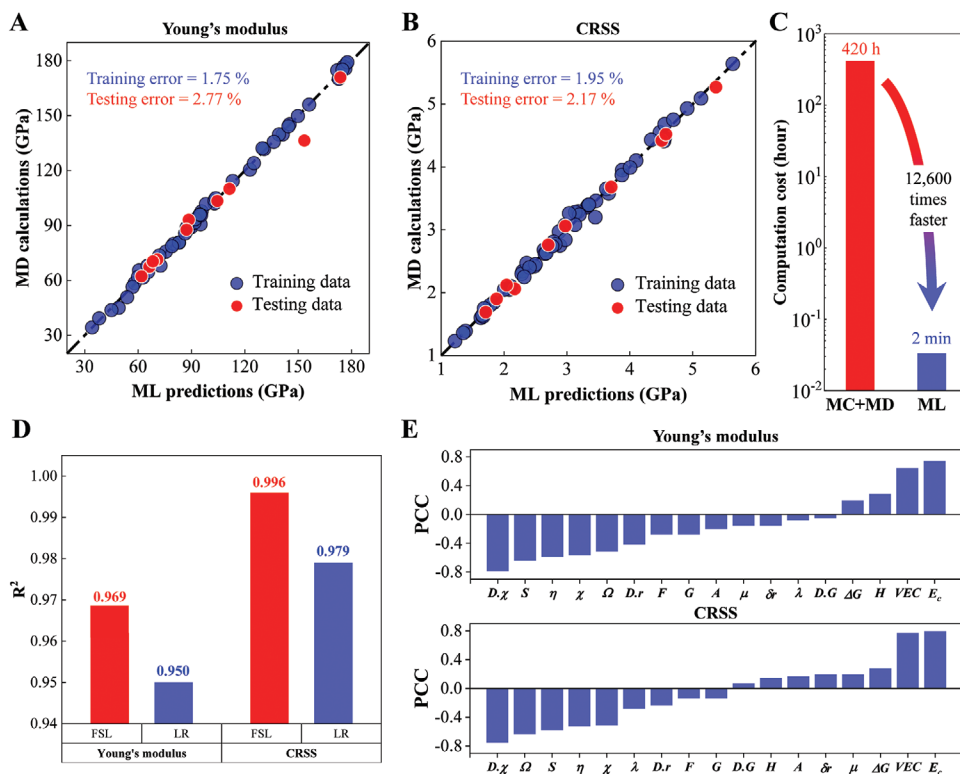 A
Young's modulus
MD calculations (GPa)
180
150
120
90
60
30
Training error = 1.75 %
Testing error = 2.77 %
Training data
Testing data
30 60 90 120 150 180
ML predictions (GPa)
B
CRSS
MD calculations (GPa)
6
5
4
3
2
1
Training error = 1.95 %
Testing error = 2.17 %
Training data
Testing data
1 2 3 4 5 6
ML predictions (GPa)
C
Computation cost (hour)
10³
10²
10¹
10⁰
10⁻¹
10⁻²
420 h
12,600
times
faster
2 min
MC+MD ML
D
R²
1.00
0.99
0.98
0.97
0.96
0.95
0.94
0.969
0.950
0.996
0.979
FSL LR FSL LR
Young's modulus CRSS
E
Young's modulus
PCC
0.8
0.4
0.0
-0.4
-0.8
D.χ S η χ Ω D.r F G A μ δr λ D.G ΔG H VEC E_c
CRSS
PCC
0.8
0.4
0.0
-0.4
-0.8
D.χ Ω S η χ λ D.r F G D.G H A δr μ ΔG VEC E_c